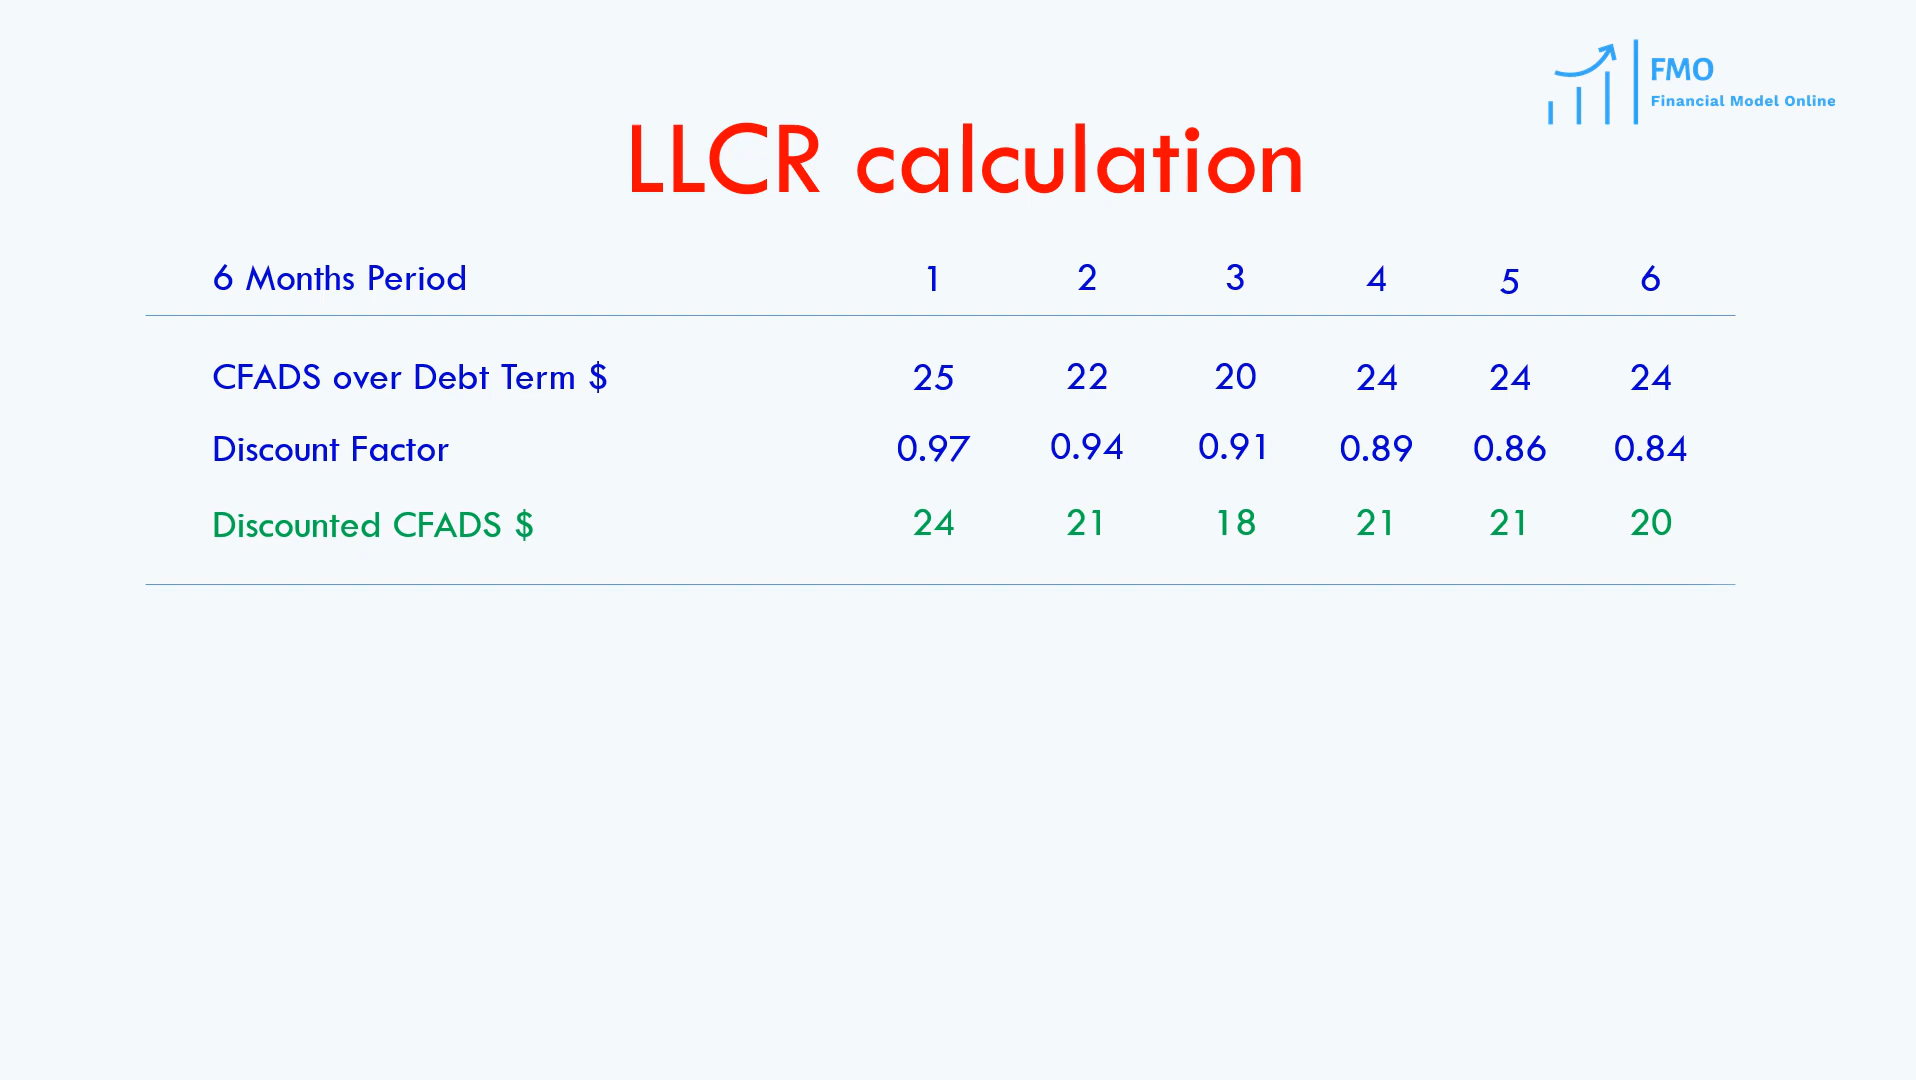 FMO
Financial Model Online
LLCR calculation
6 Months Period 1 2 3 4 5 6
CFADS over Debt Term $ 25 22 20 24 24 24
Discount Factor 0.97 0.94 0.91 0.89 0.86 0.84
Discounted CFADS $ 24 21 18 21 21 20